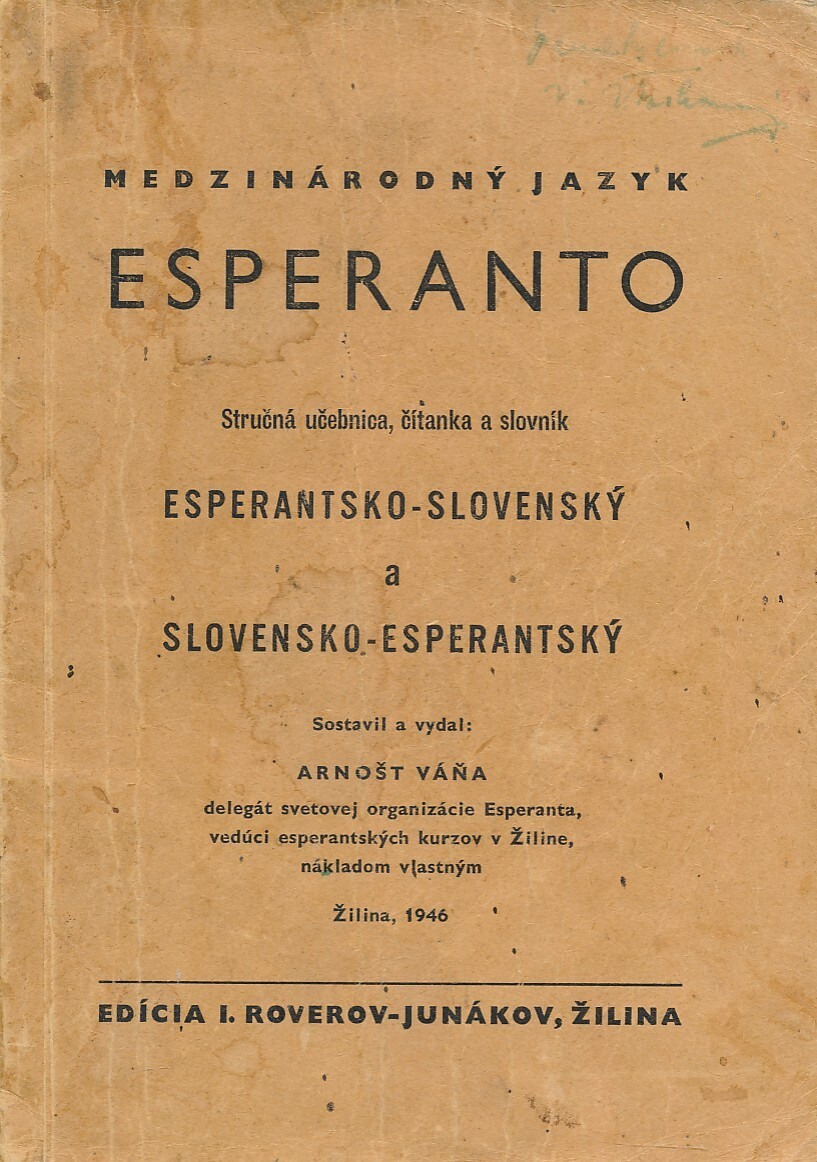 MEDZINÁRODNÝ JAZYK
ESPERANTO
Stručná učebnica, čítanka a slovník
ESPERANTSKO-SLOVENSKÝ
a
SLOVENSKO-ESPERANTSKÝ
Sostavil a vydal:
ARNOŠT VÁŇA
delegát svetovej organizácie Esperanta,
vedúci esperantských kurzov v Žiline,
nákladom vlastným
Žilina, 1946
EDÍCIA I. ROVEROV-JUNÁKOV, ŽILINA